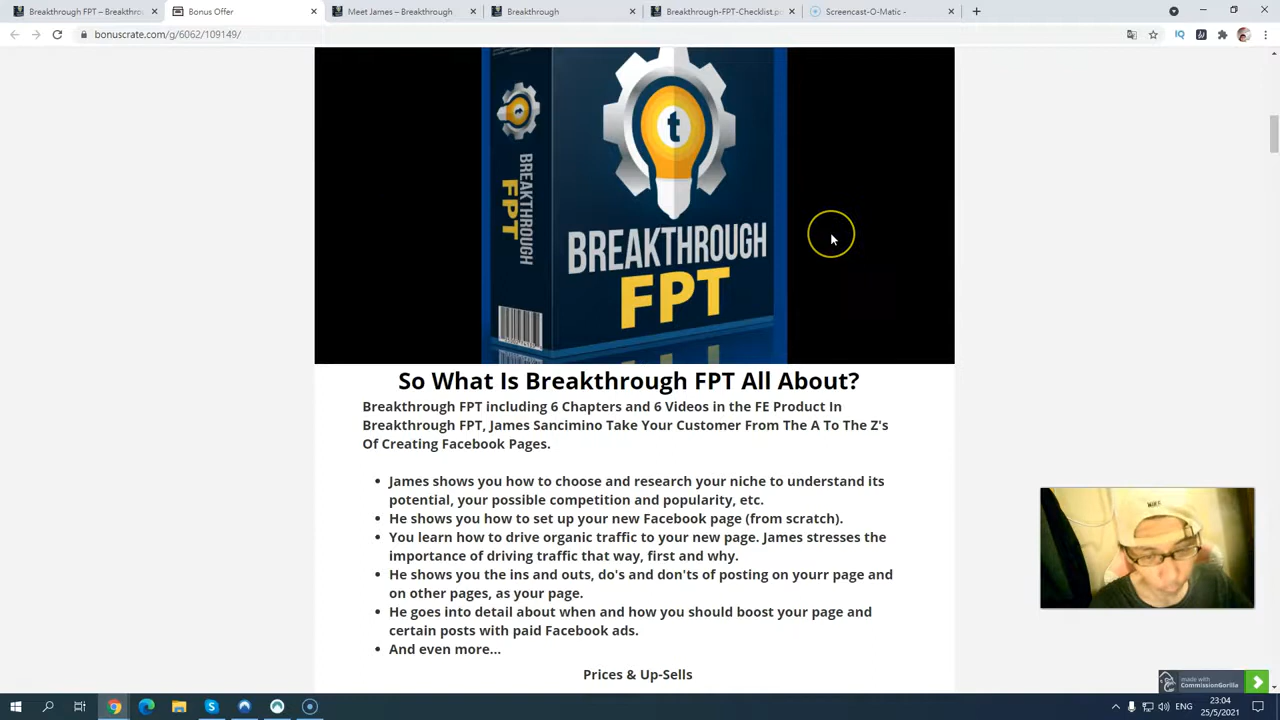 Breakthrough FPT – Breakthro
Bonus Offer
Meet James – Breakthrough
Breakthrough
Breakthrough-FPT-Checklist.p
Screencast-O-Matic -
bonuscrate.com/g/6062/109149/
t
BREAKTHROUGH
FPT
BREAKTHROUGH
FPT
So What Is Breakthrough FPT All About?
Breakthrough FPT including 6 Chapters and 6 Videos in the FE Product In
Breakthrough FPT, James Sancimino Take Your Customer From The A To The Z's
Of Creating Facebook Pages.
James shows you how to choose and research your niche to understand its
potential, your possible competition and popularity, etc.
He shows you how to set up your new Facebook page (from scratch).
You learn how to drive organic traffic to your new page. James stresses the
importance of driving traffic that way, first and why.
He shows you the ins and outs, do's and don'ts of posting on yourr page and
on other pages, as your page.
He goes into detail about when and how you should boost your page and
certain posts with paid Facebook ads.
And even more...
Prices & Up-Sells
NIKE
made with
CommissionGorilla
ENG
23:04
25/5/2021